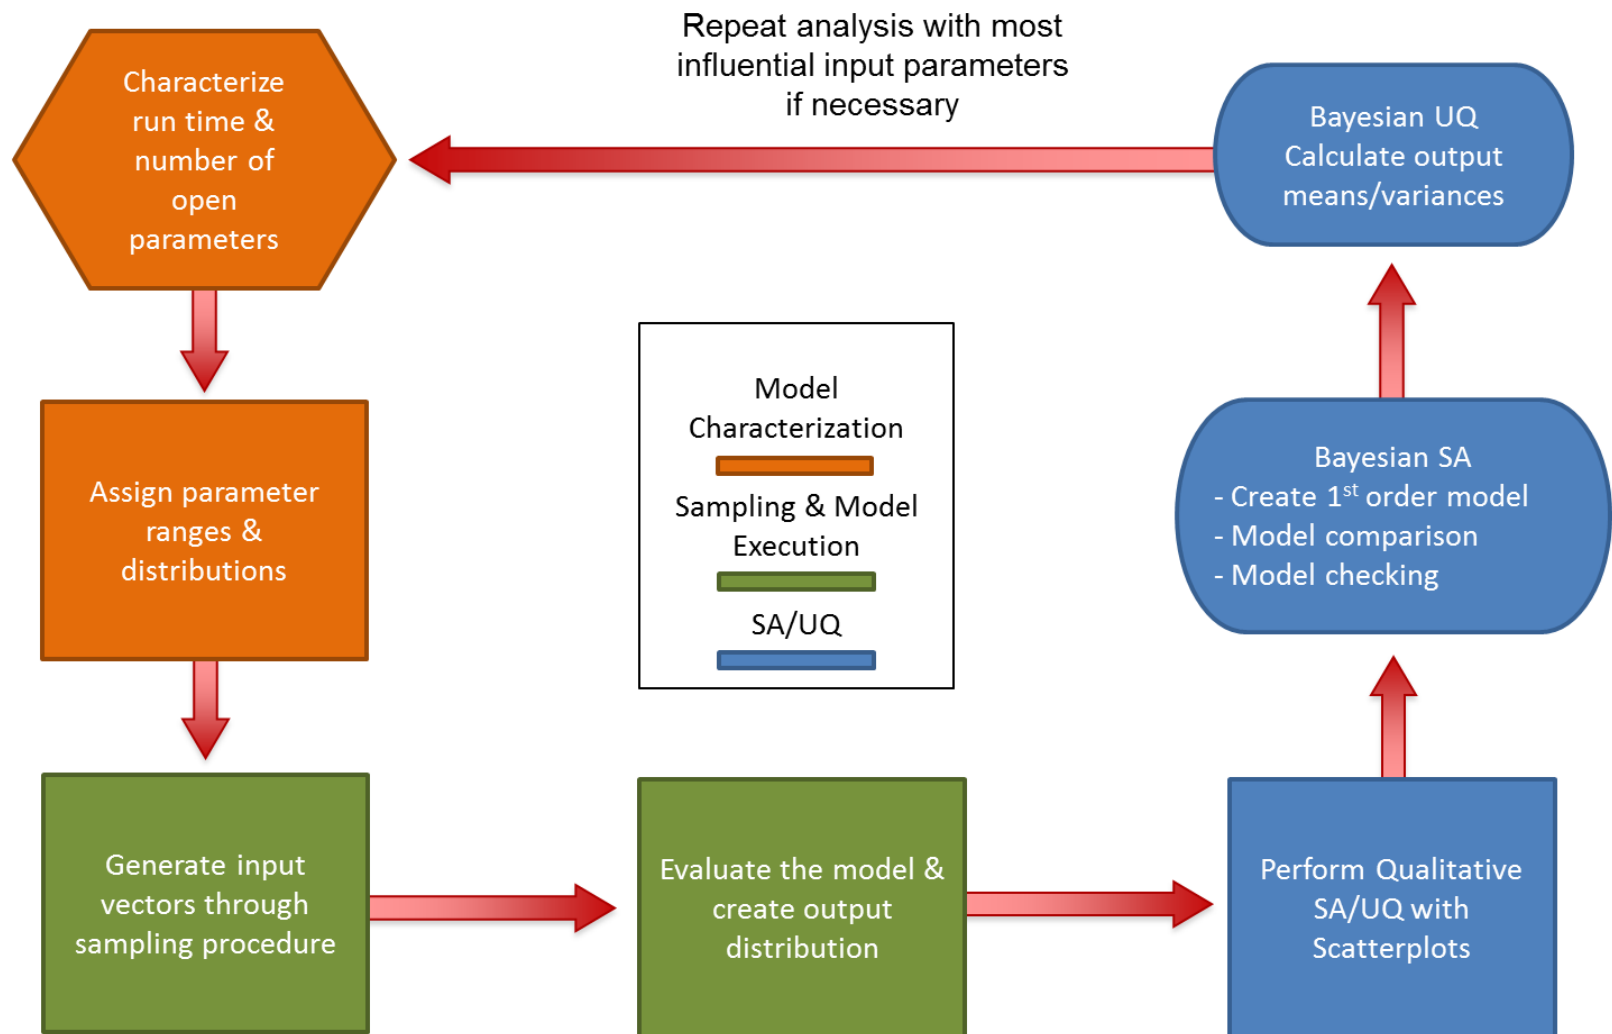 Repeat analysis with most
influential input parameters
if necessary
Characterize
run time &
number of
open
parameters
Bayesian UQ
Calculate output
means/variances
Assign parameter
ranges &
distributions
Model
Characterization
Sampling & Model
Execution
SA/UQ
Bayesian SA
- Create 1st order model
- Model comparison
- Model checking
Generate input
vectors through
sampling procedure
Evaluate the model &
create output
distribution
Perform Qualitative
SA/UQ with
Scatterplots